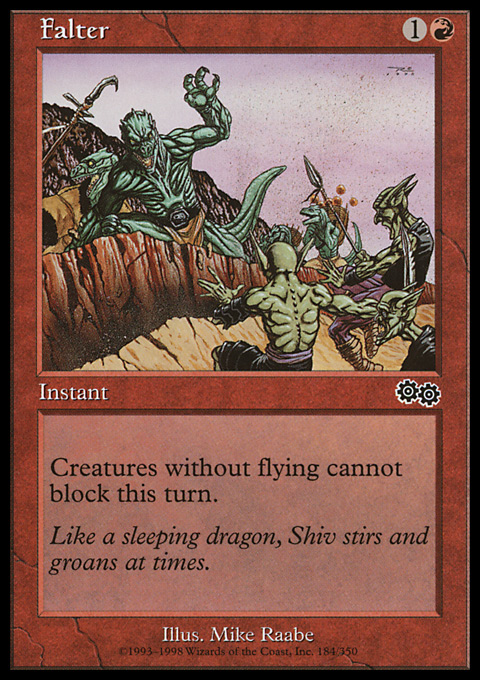 Falter 1
Instant
Creatures without flying cannot
block this turn.
Like a sleeping dragon, Shiv stirs and
groans at times.
Illus. Mike Raabe
©1993–1998 Wizards of the Coast, Inc. 184/350